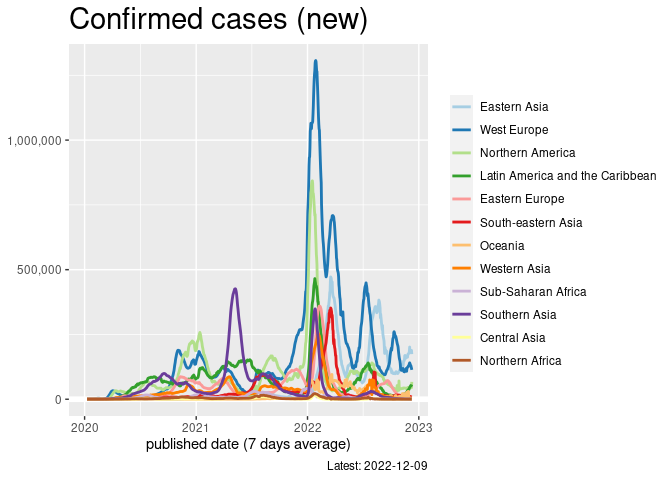 Confirmed cases (new)
1,000,000
500,000
0
2020
2021
2022
2023
published date (7 days average)
Latest: 2022-12-09
Eastern Asia
West Europe
Northern America
Latin America and the Caribbean
Eastern Europe
South-eastern Asia
Oceania
Western Asia
Sub-Saharan Africa
Southern Asia
Central Asia
Northern Africa